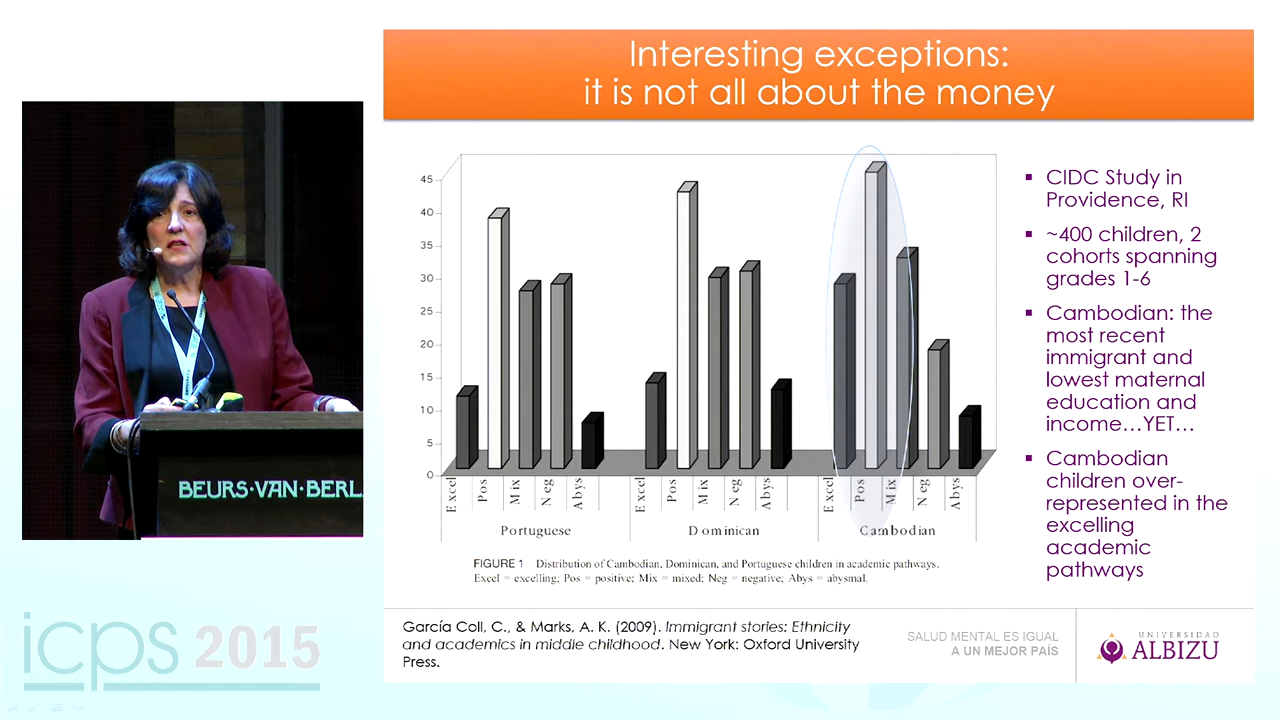 Interesting exceptions:
it is not all about the money
45
40
35
30
25
20
15
10
5
0
Excel
Pos
Mix
Neg
Abys
Excel
Pos
Mix
Neg
Abys
Excel
Pos
Mix
Neg
Abys
Portuguese
Dominican
Cambodian
FIGURE 1 Distribution of Cambodian, Dominican, and Portuguese children in academic pathways.
Excel = excelling; Pos = positive; Mix = mixed; Neg = negative; Abys = abysmal.
▪ CIDC Study in
Providence, RI
▪ ~400 children, 2
cohorts spanning
grades 1-6
▪ Cambodian: the
most recent
immigrant and
lowest maternal
education and
income…YET…
▪ Cambodian
children over-
represented in the
excelling
academic
pathways
García Coll, C., & Marks, A. K. (2009). Immigrant stories: Ethnicity
and academics in middle childhood. New York: Oxford University
Press.
SALUD MENTAL ES IGUAL
A UN MEJOR PAÍS
UNIVERSIDAD
ALBIZU
BEURS·VAN·BERL
icps 2015